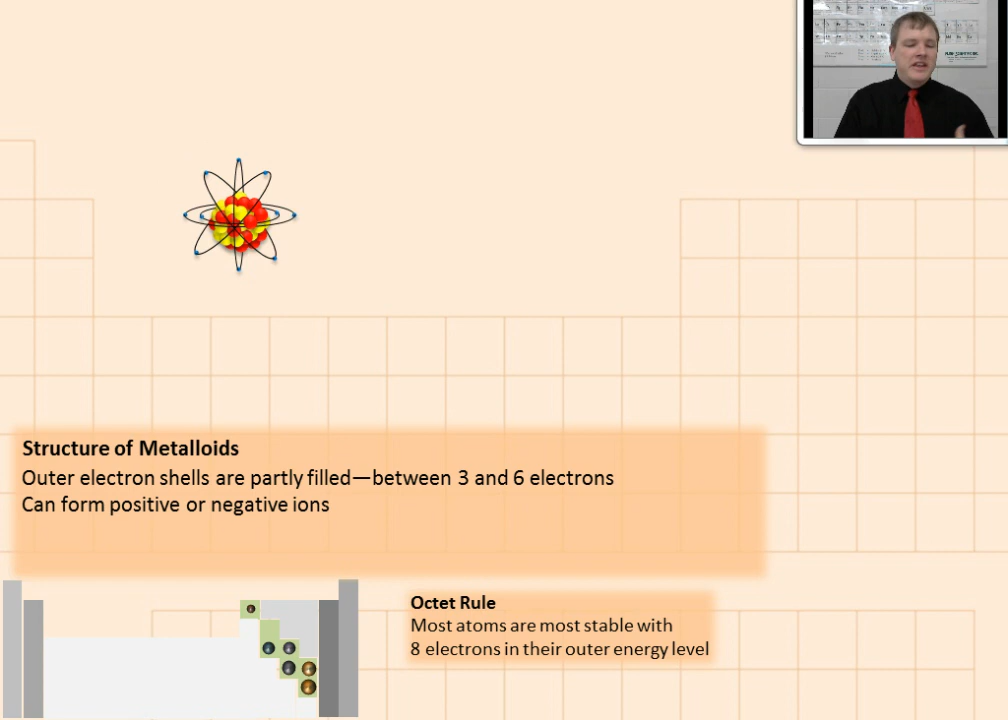 Structure of Metalloids
Outer electron shells are partly filled—between 3 and 6 electrons
Can form positive or negative ions
Octet Rule
Most atoms are most stable with
8 electrons in their outer energy level